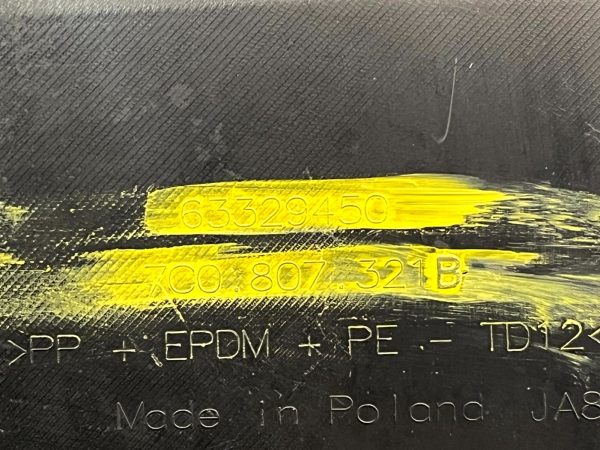 63329450
7C0.807.321B
>PP + EPDM + PE - TD12<
Made in Poland JA8